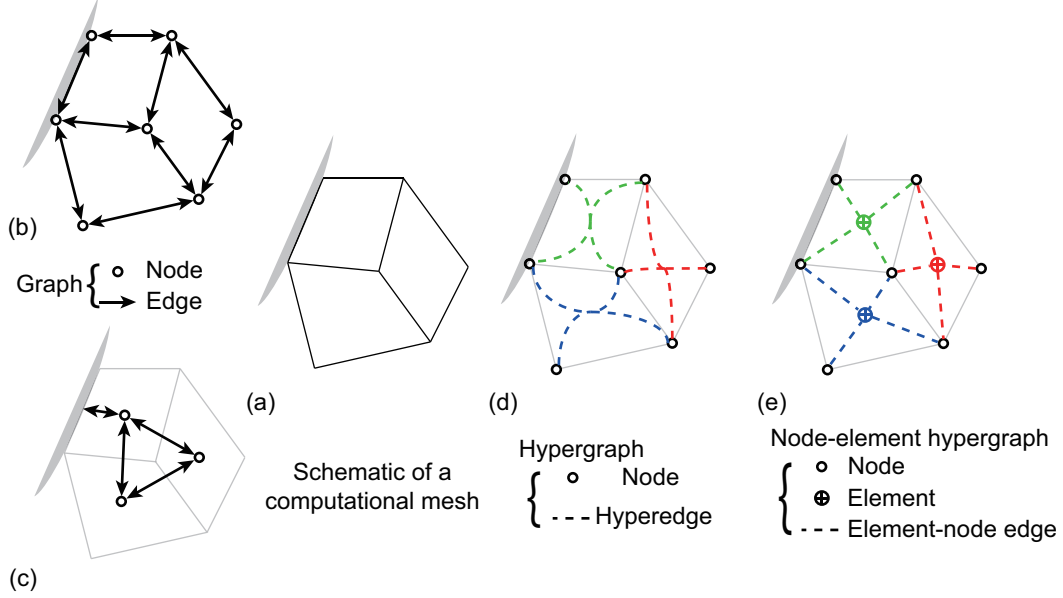 (b)
Graph { Node
Edge
(a)
(d)
(e)
Schematic of a
computational mesh
Hypergraph
Node
Hyperedge
Node-element hypergraph
Node
Element
Element-node edge
(c)